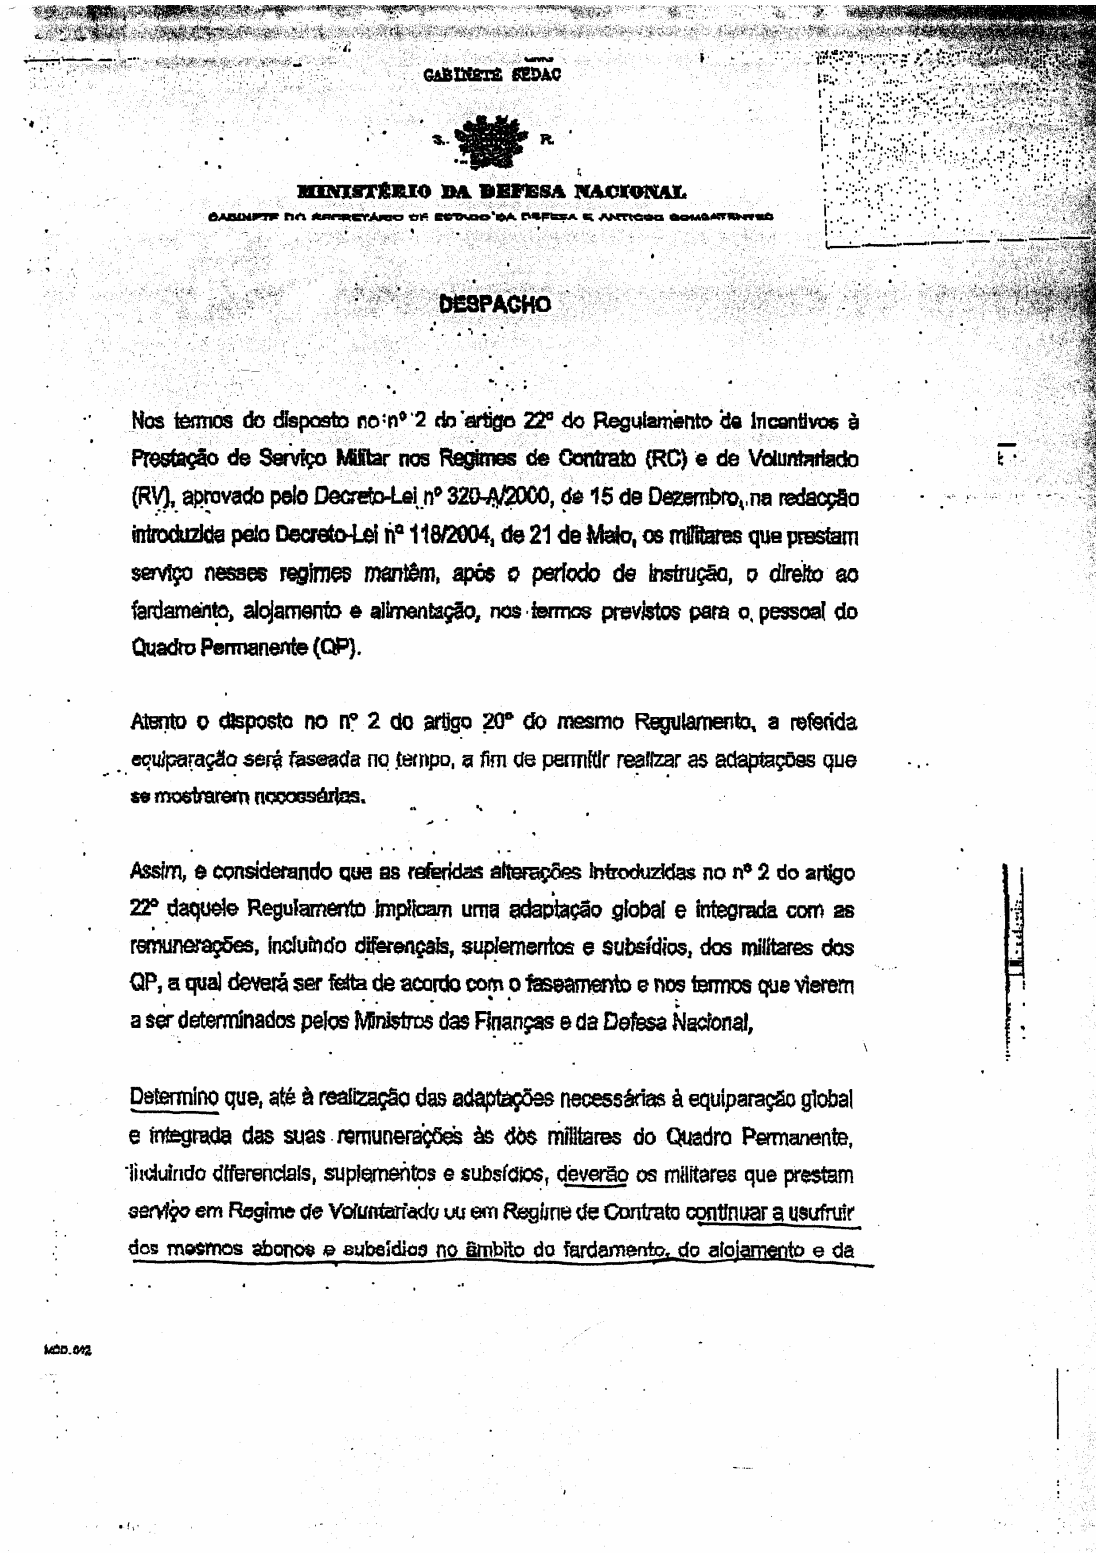 GABINETE SEDAC
S. R.
MINISTÉRIO DA DEFESA NACIONAL
GABINETE DO SECRETÁRIO DE ESTADO DA DEFESA E ANTIGOS COMBATENTES
DESPACHO
Nos termos do disposto no nº 2 do artigo 22º do Regulamento de Incentivos à
Prestação de Serviço Militar nos Regimes de Contrato (RC) e de Voluntariado
(RV), aprovado pelo Decreto-Lei nº 320-A/2000, de 15 de Dezembro, na redacção
introduzida pelo Decreto-Lei nº 118/2004, de 21 de Maio, os militares que prestam
serviço nesses regimes mantêm, após o período de instrução, o direito ao
fardamento, alojamento e alimentação, nos termos previstos para o pessoal do
Quadro Permanente (QP).
Atento o disposto no nº 2 do artigo 20º do mesmo Regulamento, a referida
equiparação será faseada no tempo, a fim de permitir realizar as adaptações que
se mostrarem necessárias.
Assim, e considerando que as referidas alterações introduzidas no nº 2 do artigo
22º daquele Regulamento implicam uma adaptação global e integrada com as
remunerações, incluindo diferençais, suplementos e subsídios, dos militares dos
QP, a qual deverá ser feita de acordo com o faseamento e nos termos que vierem
a ser determinados pelos Ministros das Finanças e da Defesa Nacional,
Determino que, até à realização das adaptações necessárias à equiparação global
e integrada das suas remunerações às dos militares do Quadro Permanente,
incluindo diferenciais, suplementos e subsídios, deverão os militares que prestam
serviço em Regime de Voluntariado ou em Regime de Contrato continuar a usufruir
dos mesmos abonos e subsídios no âmbito do fardamento, do alojamento e da
MOD. 042